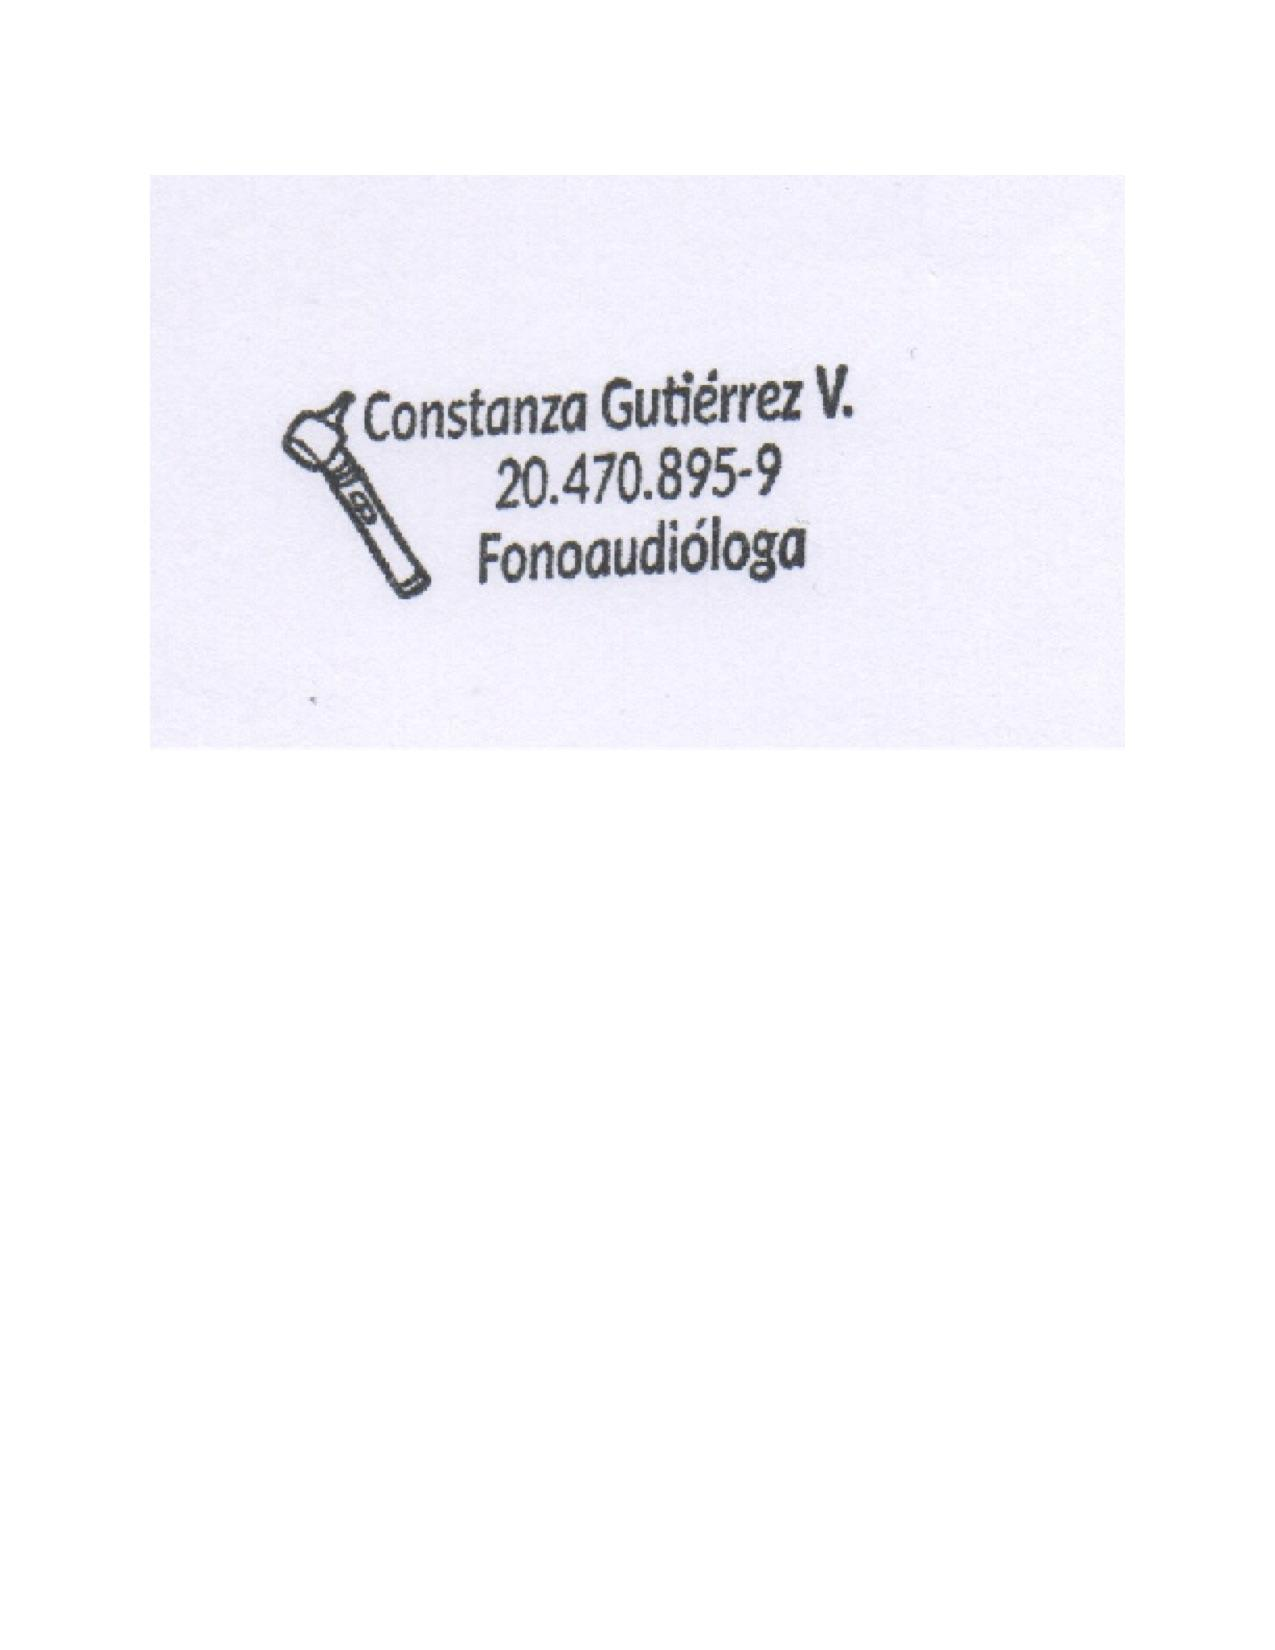 Constanza Gutiérrez V.
20.470.895-9
Fonoaudióloga